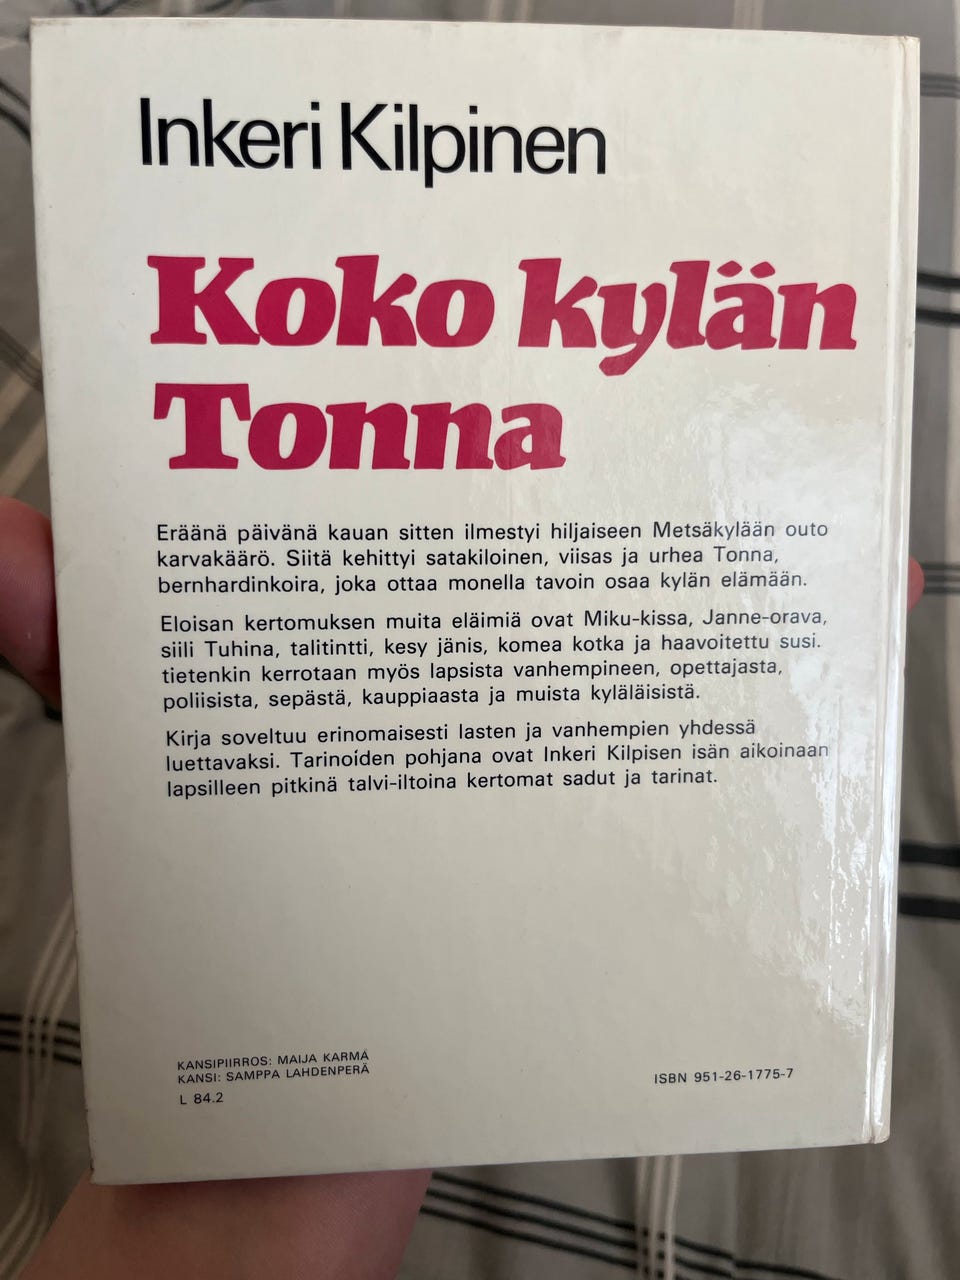 Inkeri Kilpinen
Koko kylän
Tonna
Eräänä päivänä kauan sitten ilmestyi hiljaiseen Metsäkylään outo
karvakäärö. Siitä kehittyi satakiloinen, viisas ja urhea Tonna,
bernhardinkoira, joka ottaa monella tavoin osaa kylän elämään.
Eloisan kertomuksen muita eläimiä ovat Miku-kissa, Janne-orava,
siili Tuhina, talitintti, kesy jänis, komea kotka ja haavoitettu susi.
tietenkin kerrotaan myös lapsista vanhempineen, opettajasta,
poliisista, sepästä, kauppiaasta ja muista kyläläisistä.
Kirja soveltuu erinomaisesti lasten ja vanhempien yhdessä
luettavaksi. Tarinoiden pohjana ovat Inkeri Kilpisen isän aikoinaan
lapsilleen pitkinä talvi-iltoina kertomat sadut ja tarinat.
KANSIPIIRROS: MAIJA KARMA
KANSI: SAMPPA LAHDENPERÄ
L 84.2
ISBN 951-26-1775-7